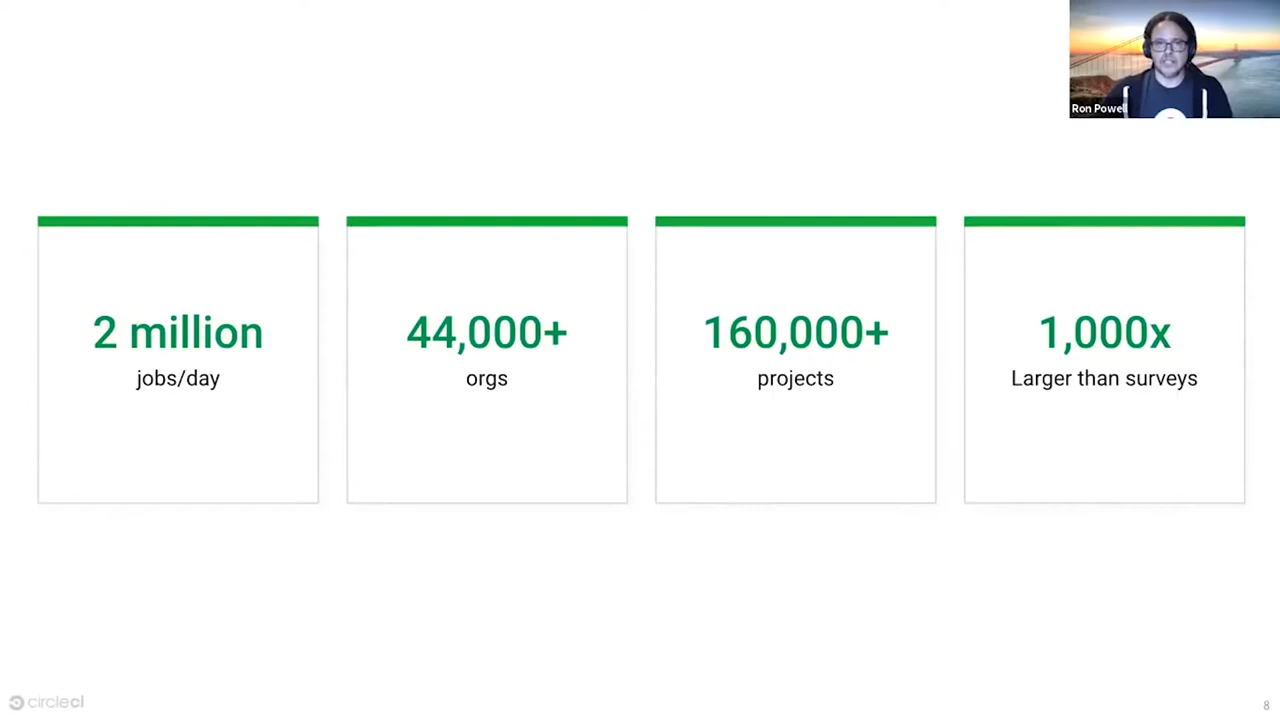 Ron Powell
2 million
jobs/day
44,000+
orgs
160,000+
projects
1,000x
Larger than surveys
circleci
8